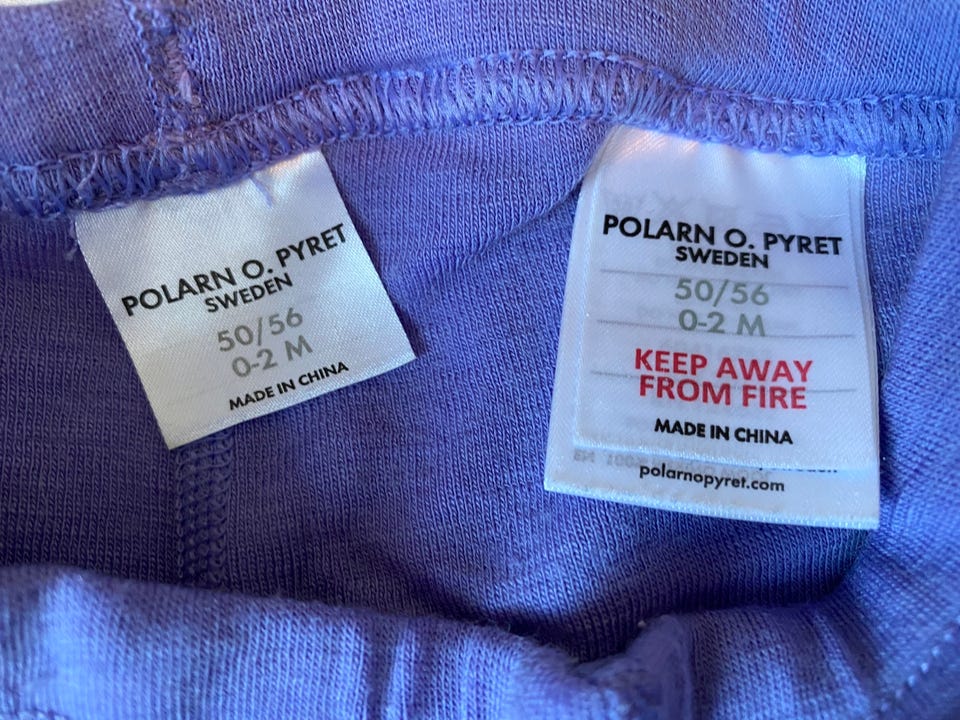 POLARN O. PYRET
SWEDEN
50/56
0-2 M
MADE IN CHINA
POLARN O. PYRET
SWEDEN
50/56
0-2 M
KEEP AWAY
FROM FIRE
MADE IN CHINA
polarnopyret.com